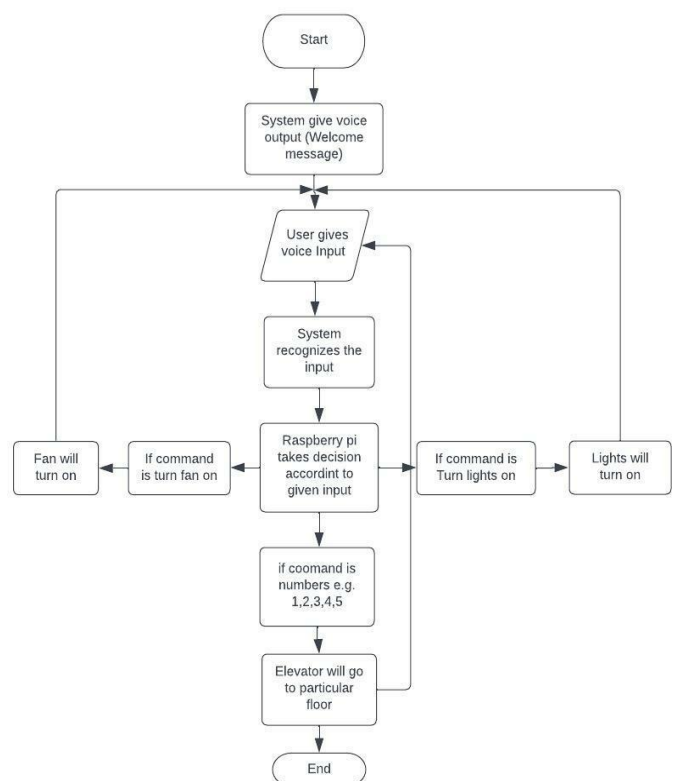 Start
System give voice
output (Welcome
message)
User gives
voice Input
System
recognizes the
input
Fan will
turn on
If command
is turn fan on
Raspberry pi
takes decision
accordint to
given input
If command is
Turn lights on
Lights will
turn on
if coomand is
numbers e.g.
1,2,3,4,5
Elevator will go
to particular
floor
End